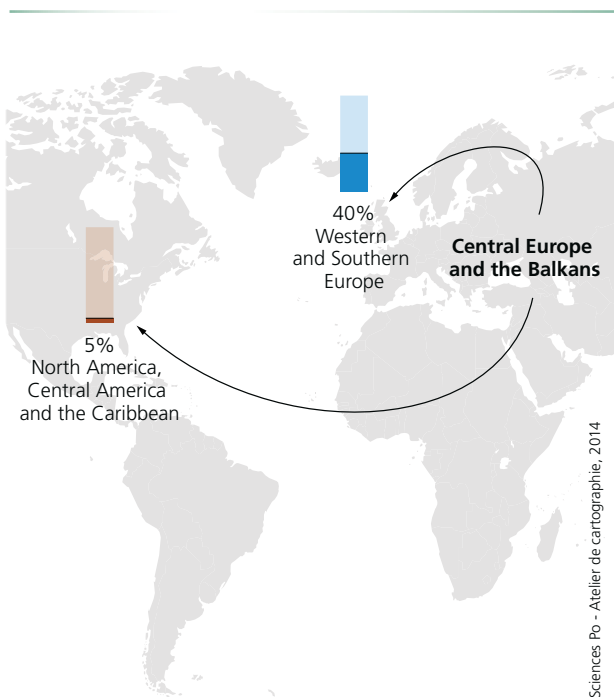 40%
Western
and Southern
Europe
Central Europe
and the Balkans
5%
North America,
Central America
and the Caribbean
Sciences Po - Atelier de cartographie, 2014